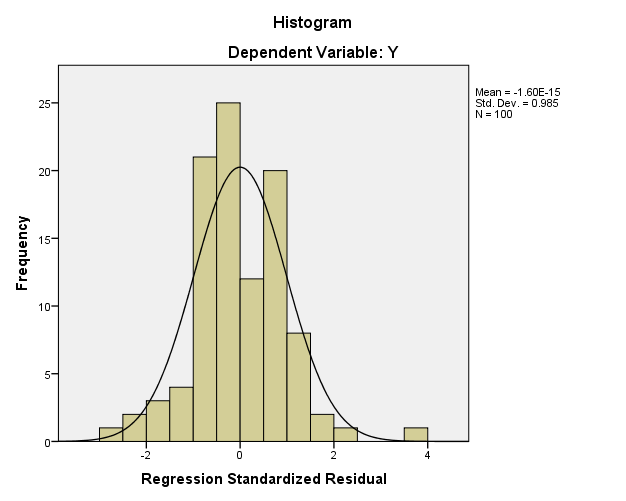 Histogram
Dependent Variable: Y
Mean = -1.60E-15
Std. Dev. = 0.985
N = 100
Frequency
25
20
15
10
5
0
-2 0 2 4
Regression Standardized Residual